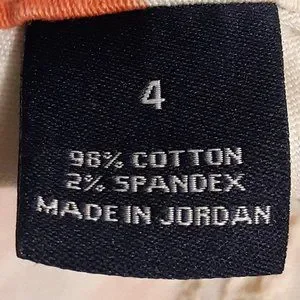 4
98% COTTON
2% SPANDEX
MADE IN JORDAN